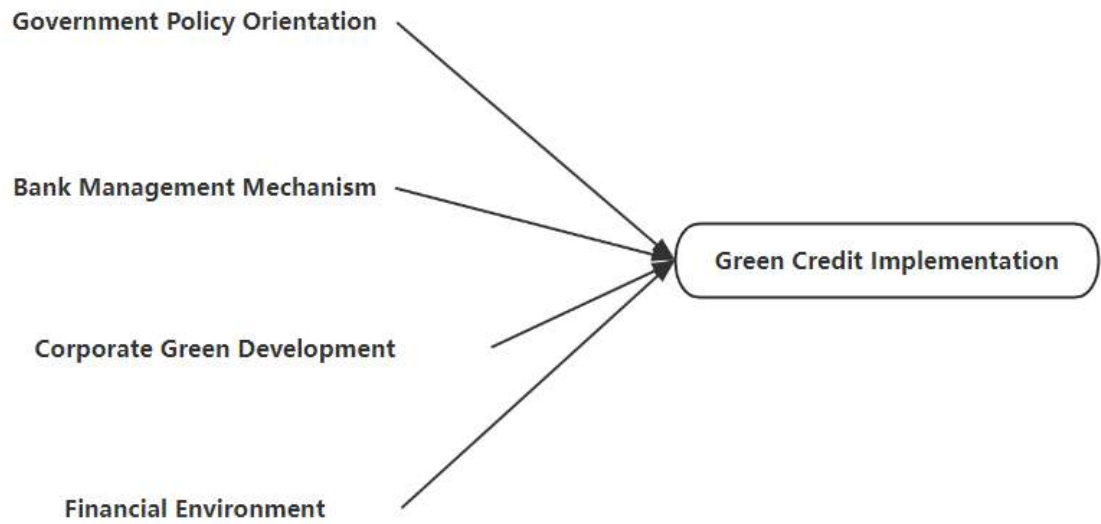 Government Policy Orientation
Bank Management Mechanism
Green Credit Implementation
Corporate Green Development
Financial Environment